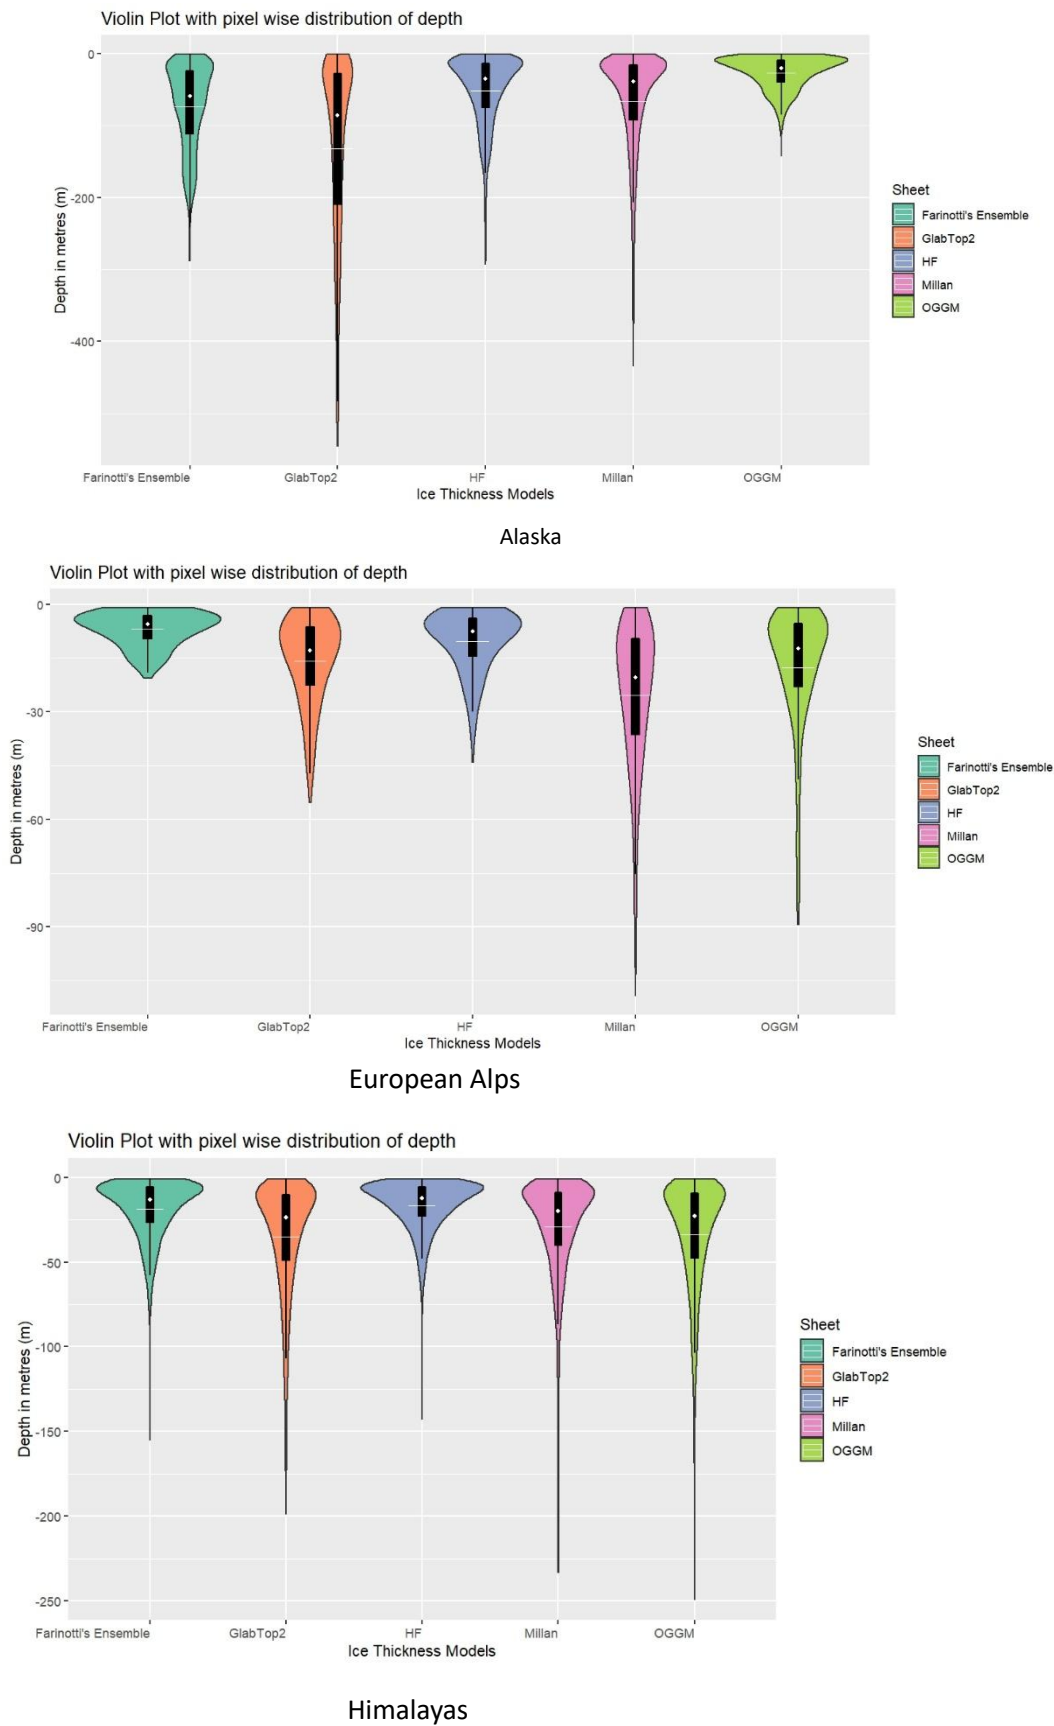 Violin Plot with pixel wise distribution of depth
0
-200
-400
Depth in metres (m)
Farinotti's Ensemble
GlabTop2
HF
Millan
OGGM
Ice Thickness Models
Sheet
Farinotti's Ensemble
GlabTop2
HF
Millan
OGGM
Alaska
Violin Plot with pixel wise distribution of depth
0
-30
-60
-90
Depth in metres (m)
Farinotti's Ensemble
GlabTop2
HF
Millan
OGGM
Ice Thickness Models
Sheet
Farinotti's Ensemble
GlabTop2
HF
Millan
OGGM
European Alps
Violin Plot with pixel wise distribution of depth
0
-50
-100
-150
-200
-250
Depth in metres (m)
Farinotti's Ensemble
GlabTop2
HF
Millan
OGGM
Ice Thickness Models
Sheet
Farinotti's Ensemble
GlabTop2
HF
Millan
OGGM
Himalayas